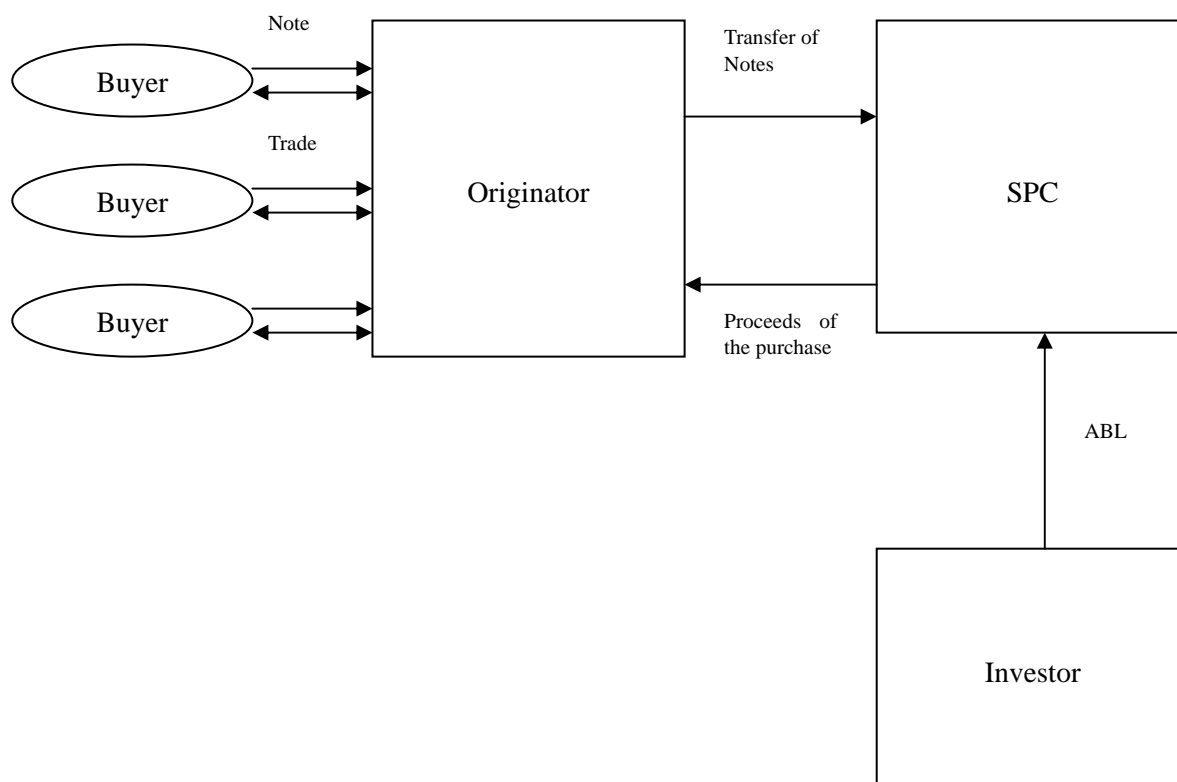 Note
Buyer
Trade
Buyer
Buyer
Originator
Transfer of
Notes
Proceeds of
the purchase
SPC
ABL
Investor